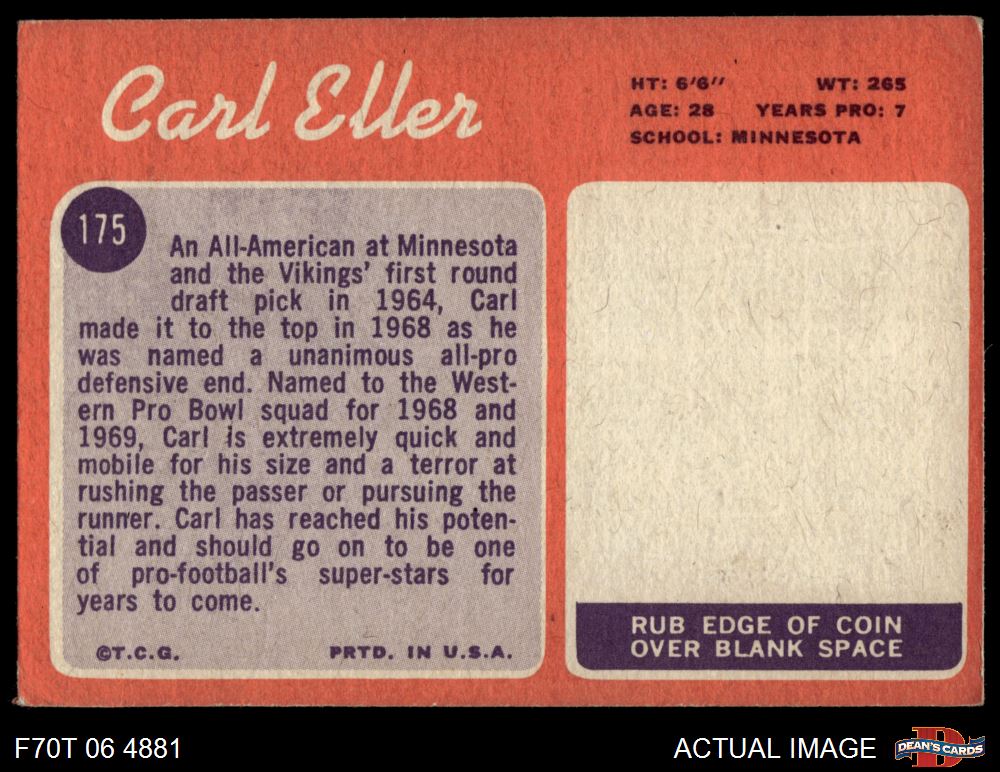 Carl Eller
HT: 6'6'' WT: 265
AGE: 28 YEARS PRO: 7
SCHOOL: MINNESOTA
175
An All-American at Minnesota
and the Vikings' first round
draft pick in 1964, Carl
made it to the top in 1968 as he
was named a unanimous all-pro
defensive end. Named to the West-
ern Pro Bowl squad for 1968 and
1969, Carl is extremely quick and
mobile for his size and a terror at
rushing the passer or pursuing the
runner. Carl has reached his poten-
tial and should go on to be one
of pro-football's super-stars for
years to come.
©T.C.G. PRTD. IN U.S.A.
RUB EDGE OF COIN
OVER BLANK SPACE
F70T 06 4881
ACTUAL IMAGE
D
DEAN'S CARDS